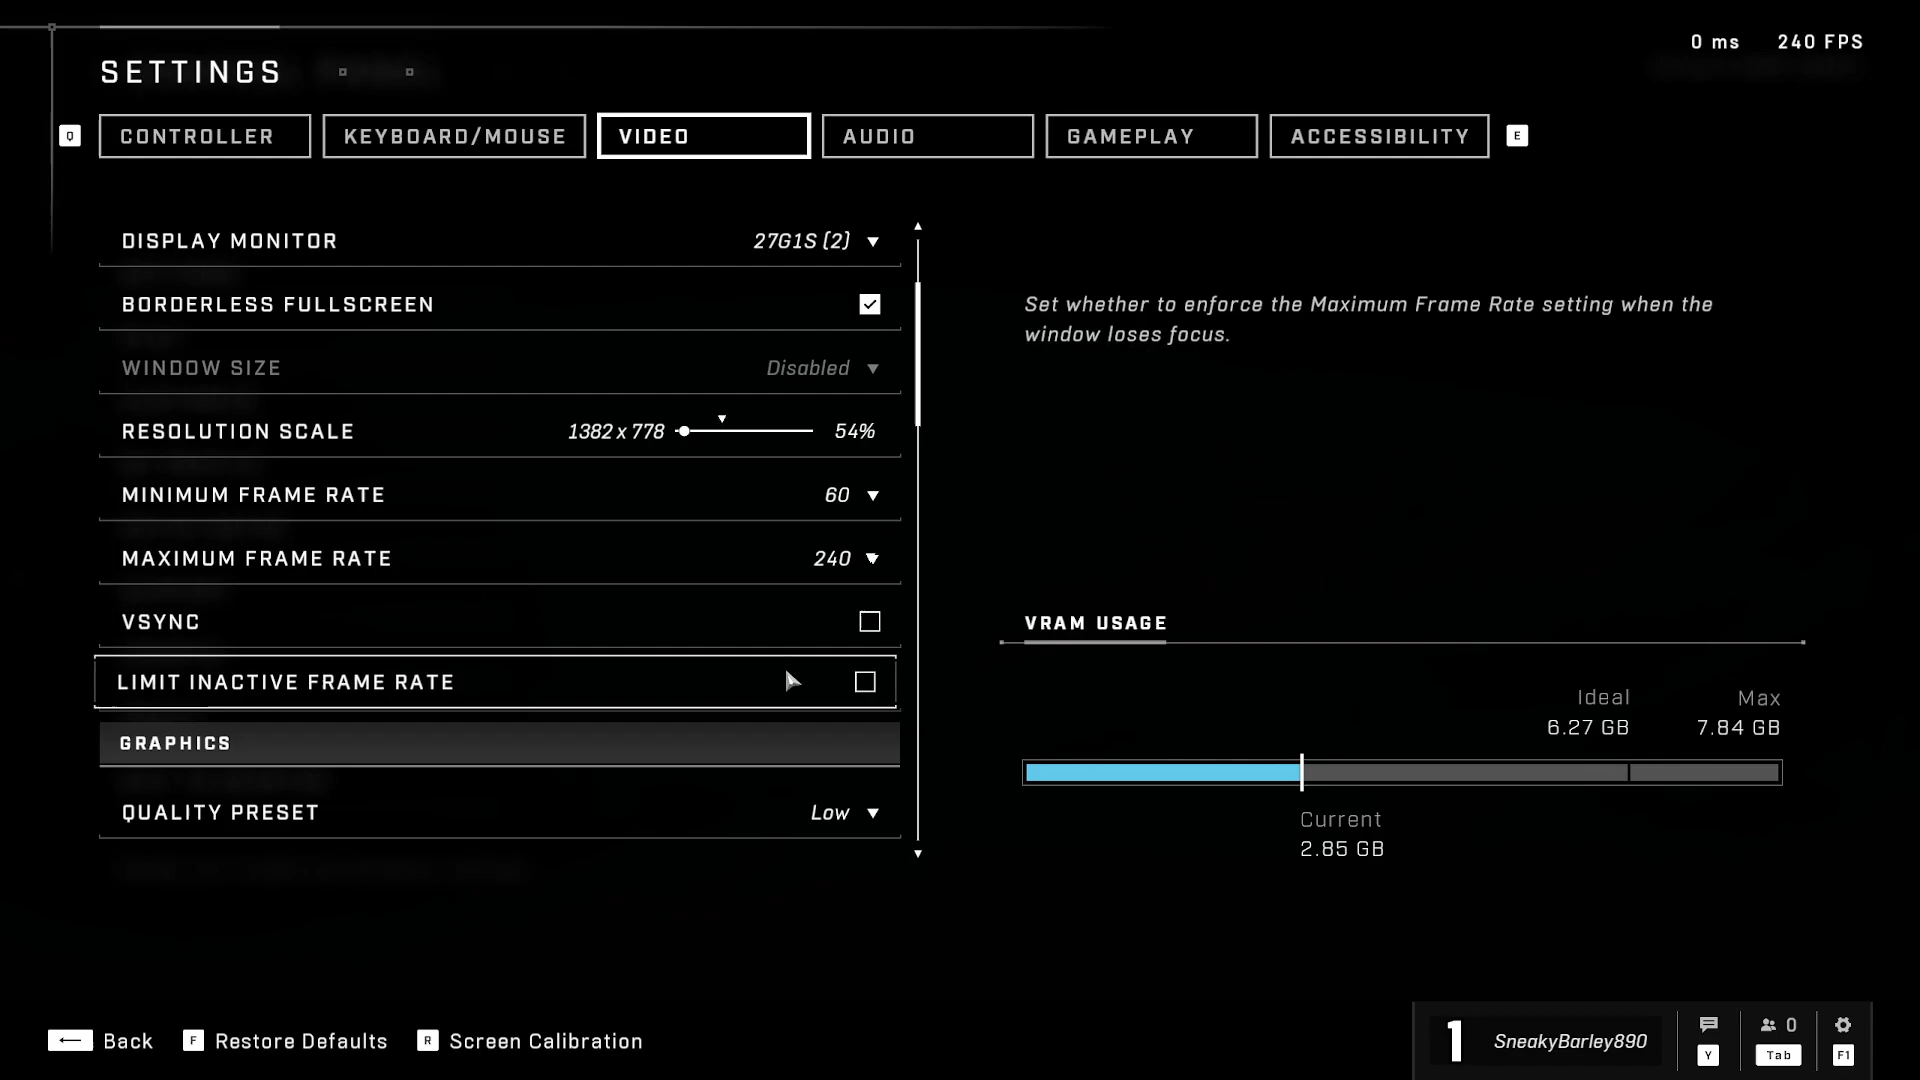 0 ms 240 FPS
SETTINGS
Q CONTROLLER KEYBOARD/MOUSE VIDEO AUDIO GAMEPLAY ACCESSIBILITY E
DISPLAY MONITOR 27G1S (2)
BORDERLESS FULLSCREEN
WINDOW SIZE Disabled
RESOLUTION SCALE 1382 x 778 54%
MINIMUM FRAME RATE 60
MAXIMUM FRAME RATE 240
VSYNC
LIMIT INACTIVE FRAME RATE
GRAPHICS
QUALITY PRESET Low
Set whether to enforce the Maximum Frame Rate setting when the
window loses focus.
VRAM USAGE
Ideal Max
6.27 GB 7.84 GB
Current
2.85 GB
Back F Restore Defaults R Screen Calibration
1 SneakyBarley890 0
Y Tab F1